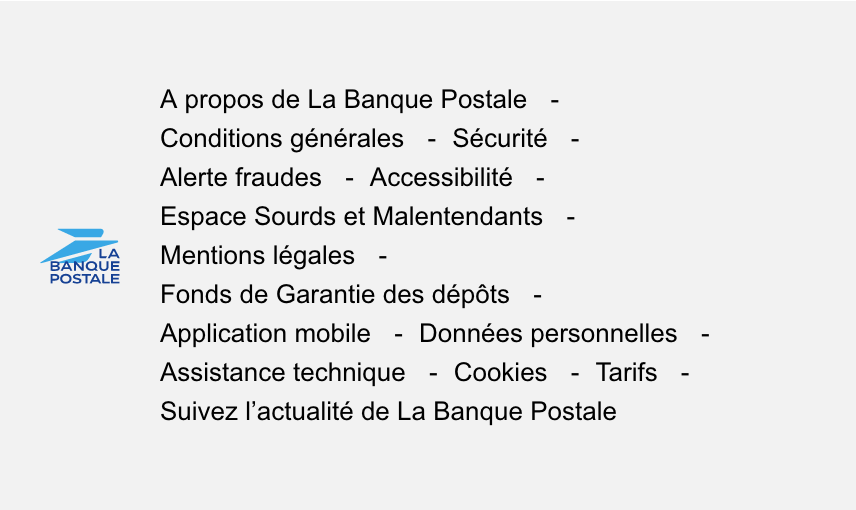 A propos de La Banque Postale -
Conditions générales - Sécurité -
Alerte fraudes - Accessibilité -
Espace Sourds et Malentendants -
LA
BANQUE
POSTALE
Mentions légales -
Fonds de Garantie des dépôts -
Application mobile - Données personnelles -
Assistance technique - Cookies - Tarifs -
Suivez l’actualité de La Banque Postale